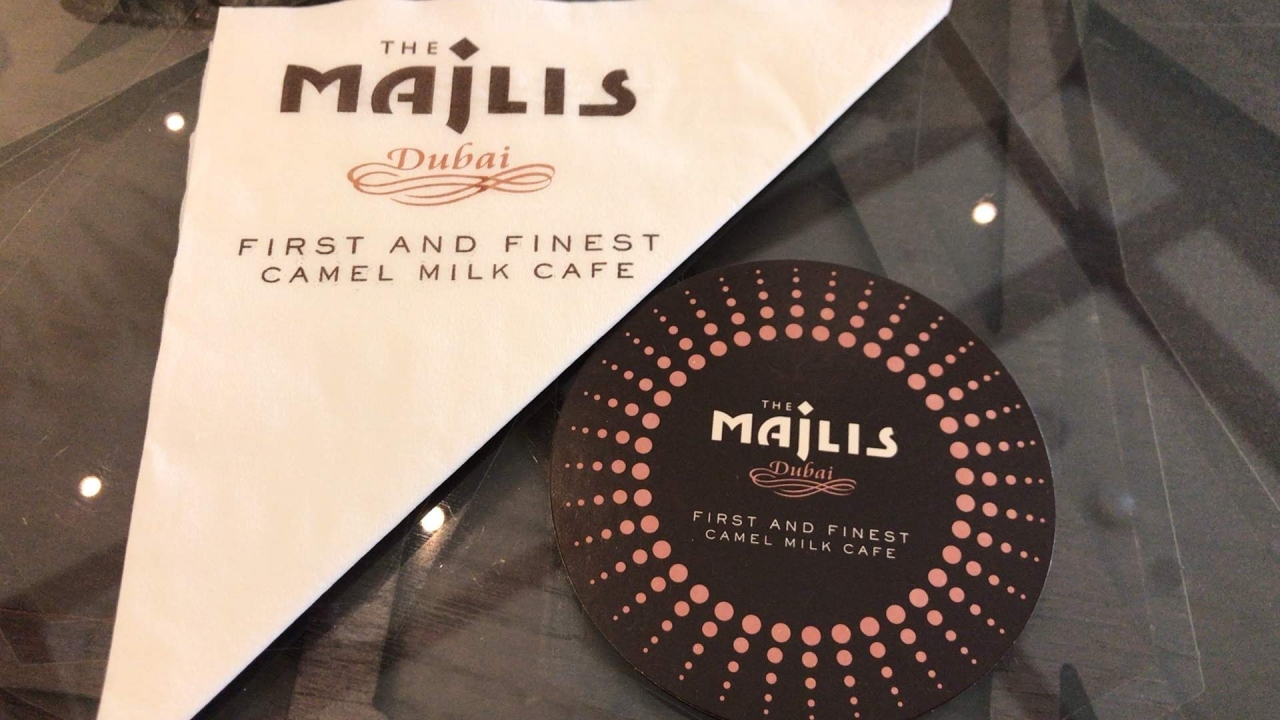 THE
MAJLIS
Dubai
FIRST AND FINEST
CAMEL MILK CAFE
THE
MAJLIS
Dubai
FIRST AND FINEST
CAMEL MILK CAFE